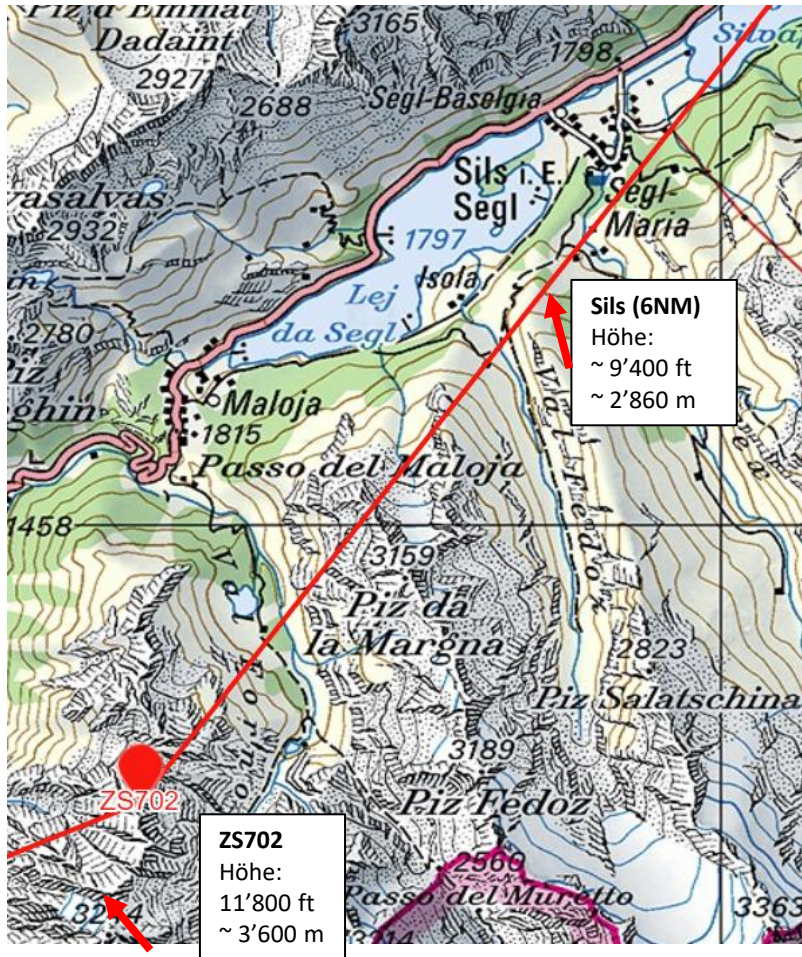 Piz d'Emmat
Dadaint
2927
3165
2688
1798
Segl-Baselgia
Sils i. E./
Segl
Segl-
Maria
2932
1797
Isola
Lej
da Segl
2780
Maloja
1815
Passo del Maloja
Sils (6NM)
Höhe:
~ 9'400 ft
~ 2'860 m
Val Fedoz
1458
3159
Piz da
la Margna
2823
Piz Salatschina
3189
Piz Fedoz
ZS702
ZS702
Höhe:
11'800 ft
~ 3'600 m
2560
Passo del Muretto
3363